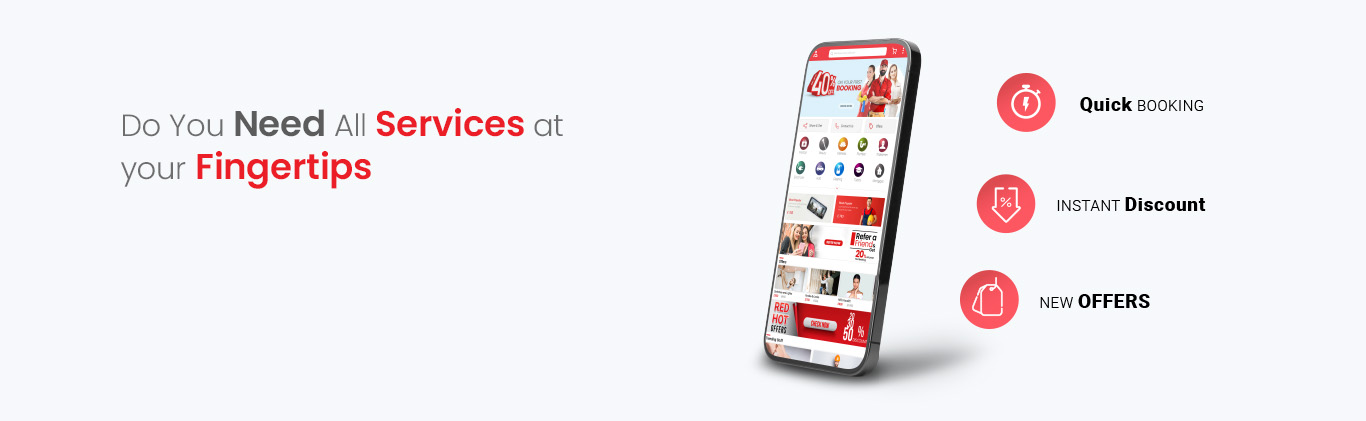 Do You Need All Services at
your Fingertips
Quick BOOKING
INSTANT Discount
NEW OFFERS
40%
ON YOUR FIRST
BOOKING
Refer a
Friend
20
RED
HOT
OFFERS
CHECK NOW
50%